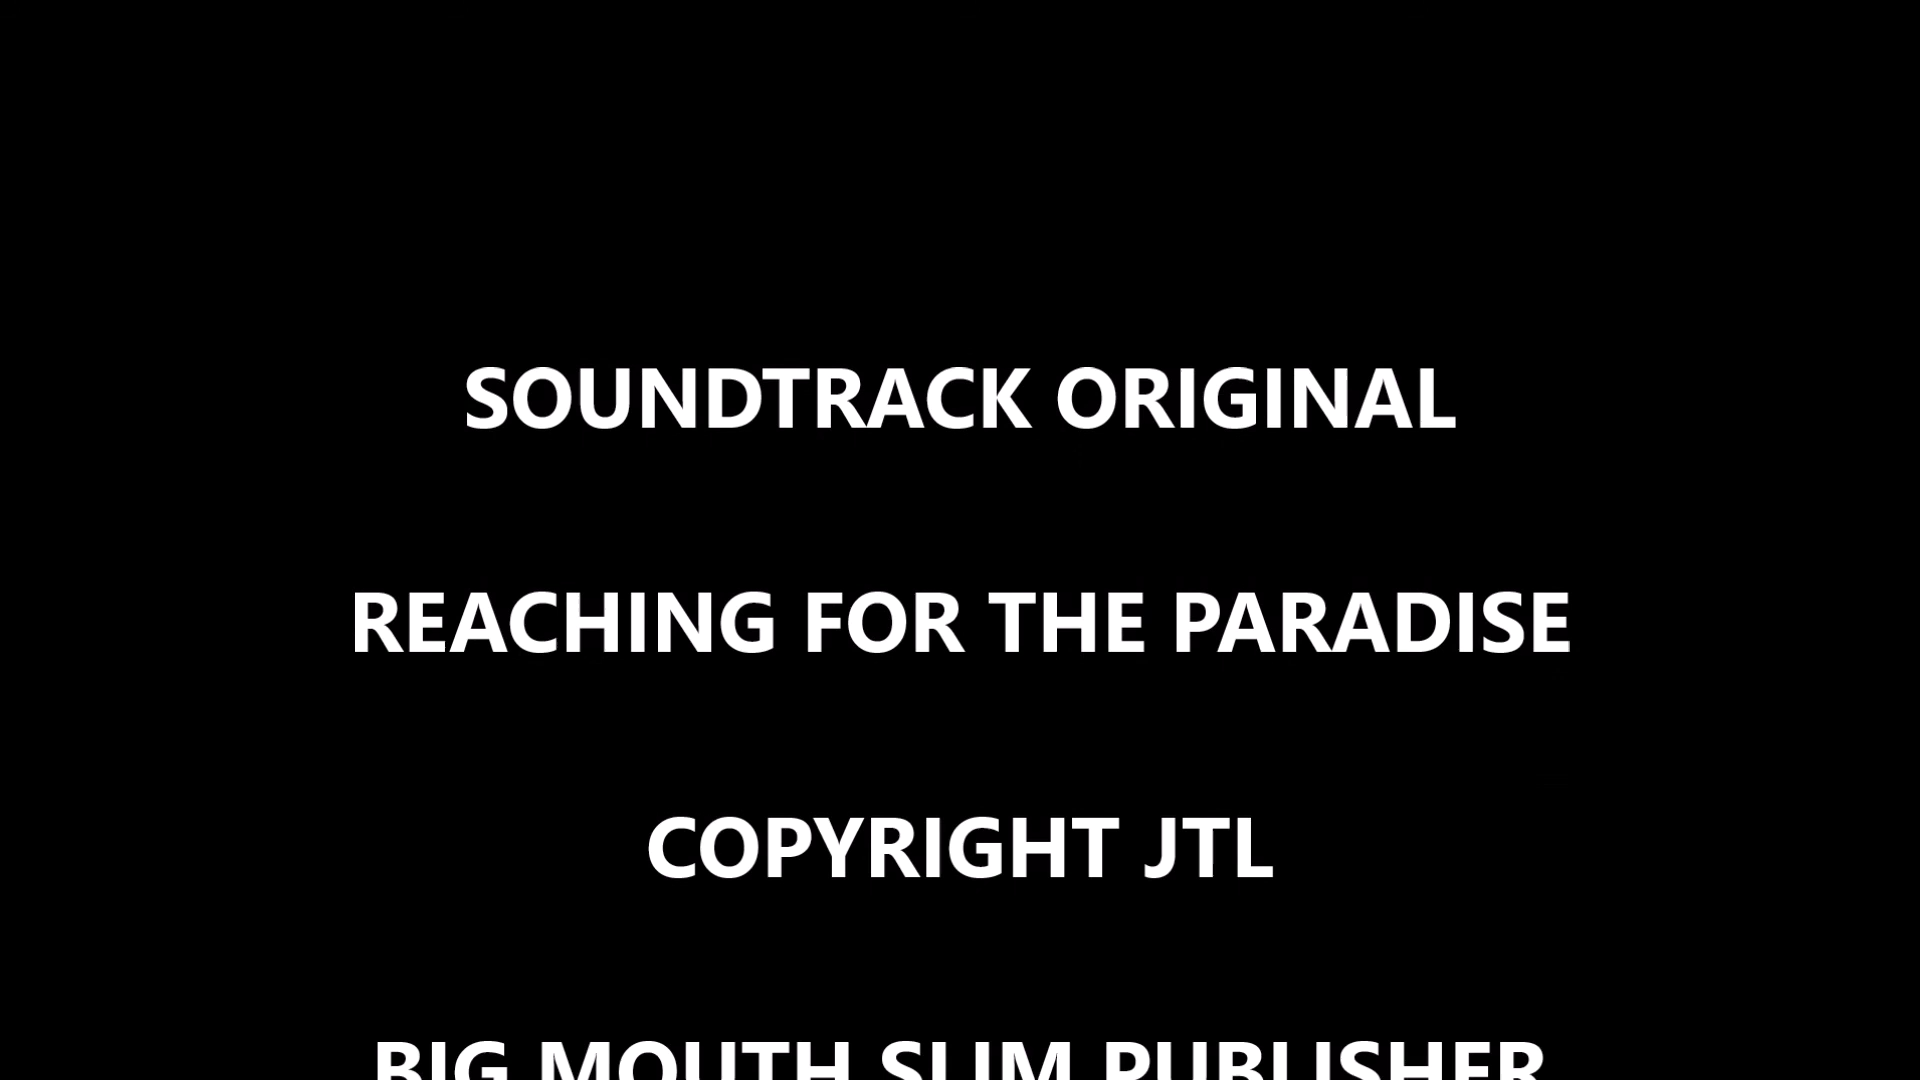 SOUNDTRACK ORIGINAL
REACHING FOR THE PARADISE
COPYRIGHT JTL
BIG MOUTH SLIM PUBLISHER